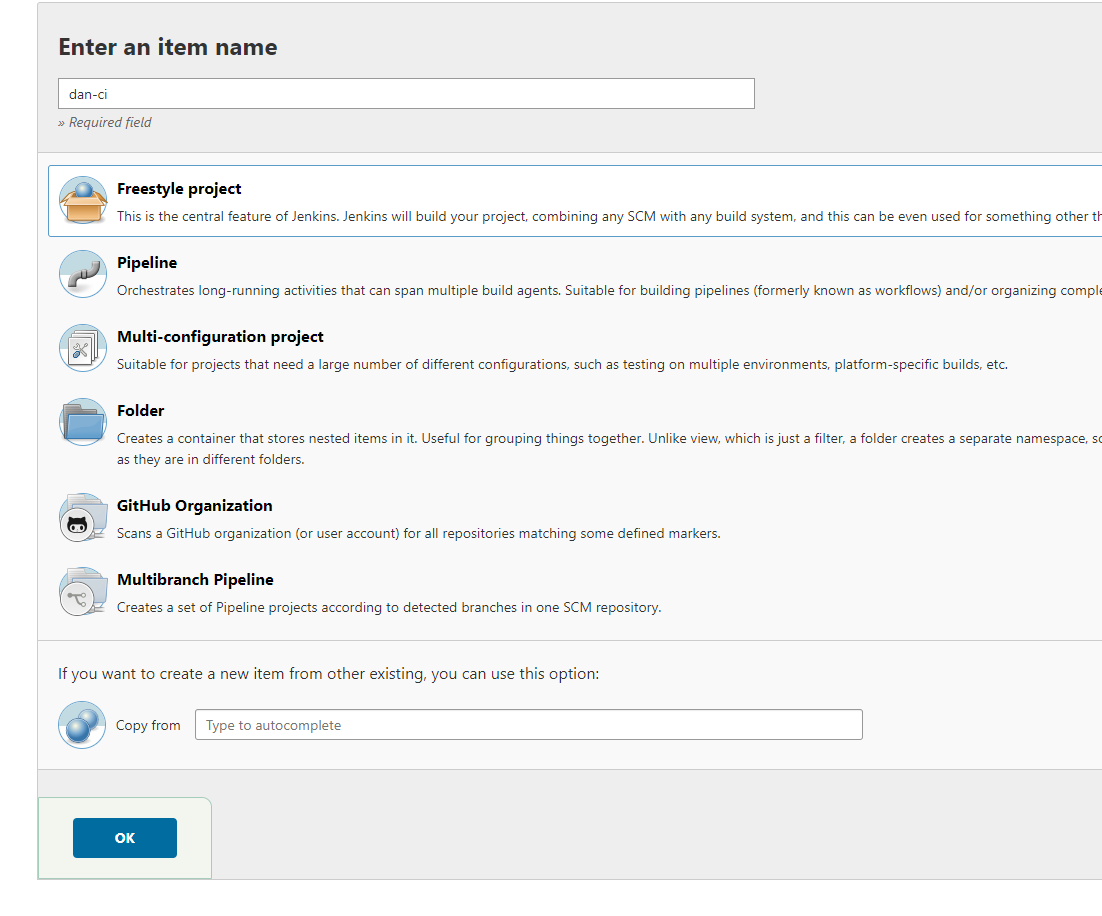 Enter an item name
dan-ci
» Required field
Freestyle project
This is the central feature of Jenkins. Jenkins will build your project, combining any SCM with any build system, and this can be even used for something other th
Pipeline
Orchestrates long-running activities that can span multiple build agents. Suitable for building pipelines (formerly known as workflows) and/or organizing comple
Multi-configuration project
Suitable for projects that need a large number of different configurations, such as testing on multiple environments, platform-specific builds, etc.
Folder
Creates a container that stores nested items in it. Useful for grouping things together. Unlike view, which is just a filter, a folder creates a separate namespace, so
as they are in different folders.
GitHub Organization
Scans a GitHub organization (or user account) for all repositories matching some defined markers.
Multibranch Pipeline
Creates a set of Pipeline projects according to detected branches in one SCM repository.
If you want to create a new item from other existing, you can use this option:
Copy from Type to autocomplete
OK